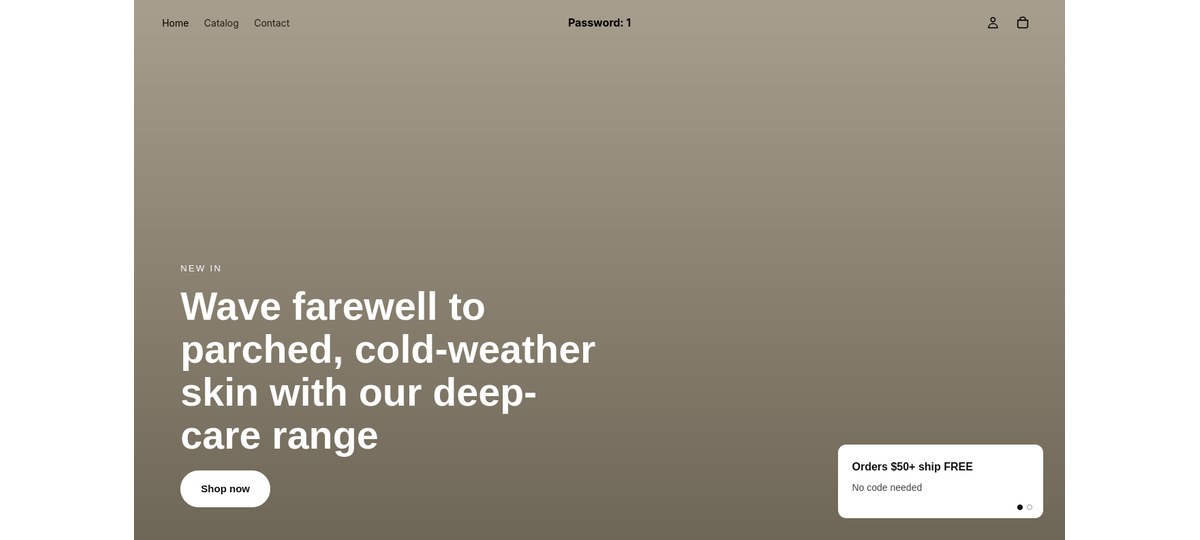 Home Catalog Contact Password: 1
NEW IN
Wave farewell to
parched, cold-weather
skin with our deep-
care range
Shop now
Orders $50+ ship FREE
No code needed